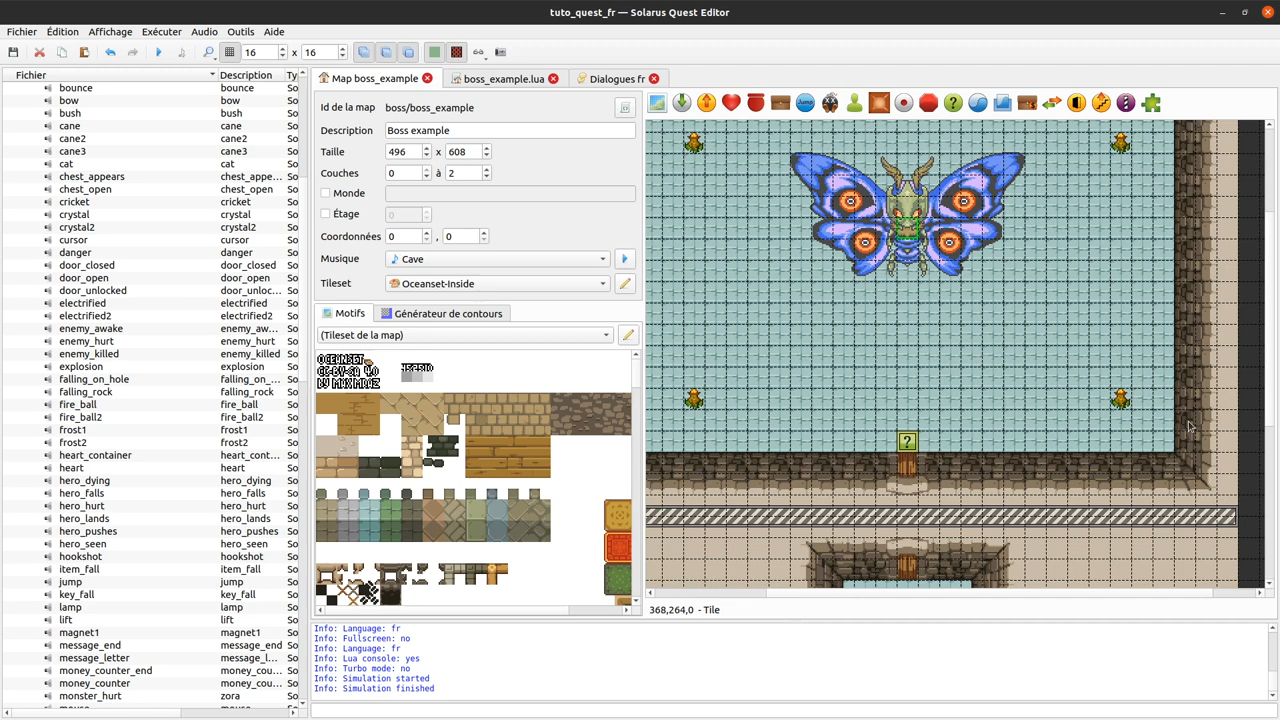 tuto_quest_fr — Solarus Quest Editor
Fichier Édition Affichage Exécuter Audio Outils Aide
16 x 16
Fichier Description Ty
bounce bounce So
bow bow So
bush bush So
cane cane So
cane2 cane2 So
cane3 cane3 So
cat cat So
chest_appears chest_appe... So
chest_open chest_open So
cricket cricket So
crystal crystal So
crystal2 crystal2 So
cursor cursor So
danger danger So
door_closed door_closed So
door_open door_open So
door_unlocked door_unloc... So
electrified electrified So
electrified2 electrified2 So
enemy_awake enemy_aw... So
enemy_hurt enemy_hurt So
enemy_killed enemy_killed So
explosion explosion So
falling_on_hole falling_on_... So
falling_rock falling_rock So
fire_ball fire_ball So
fire_ball2 fire_ball2 So
frost1 frost1 So
frost2 frost2 So
heart_container heart_cont... So
heart heart So
hero_dying hero_dying So
hero_falls hero_falls So
hero_hurt hero_hurt So
hero_lands hero_lands So
hero_pushes hero_pushes So
hero_seen hero_seen So
hookshot hookshot So
item_fall item_fall So
jump jump So
key_fall key_fall So
lamp lamp So
lift lift So
magnet1 magnet1 So
message_end message_end So
message_letter message_l... So
money_counter_end money_cou... So
money_counter money_cou... So
monster_hurt zora So
Map boss_example boss_example.lua Dialogues fr
Id de la map boss/boss_example
Description Boss example
Taille 496 x 608
Couches 0 à 2
Monde
Étage 0
Coordonnées 0 , 0
Musique Cave
Tileset Oceanset-Inside
Motifs Générateur de contours
(Tileset de la map)
OCEANSET
CC-BY-SA 4.0
BY MAX MRAZ
Jump
?
?
368,264,0 - Tile
Info: Language: fr
Info: Fullscreen: no
Info: Language: fr
Info: Lua console: yes
Info: Turbo mode: no
Info: Simulation started
Info: Simulation finished